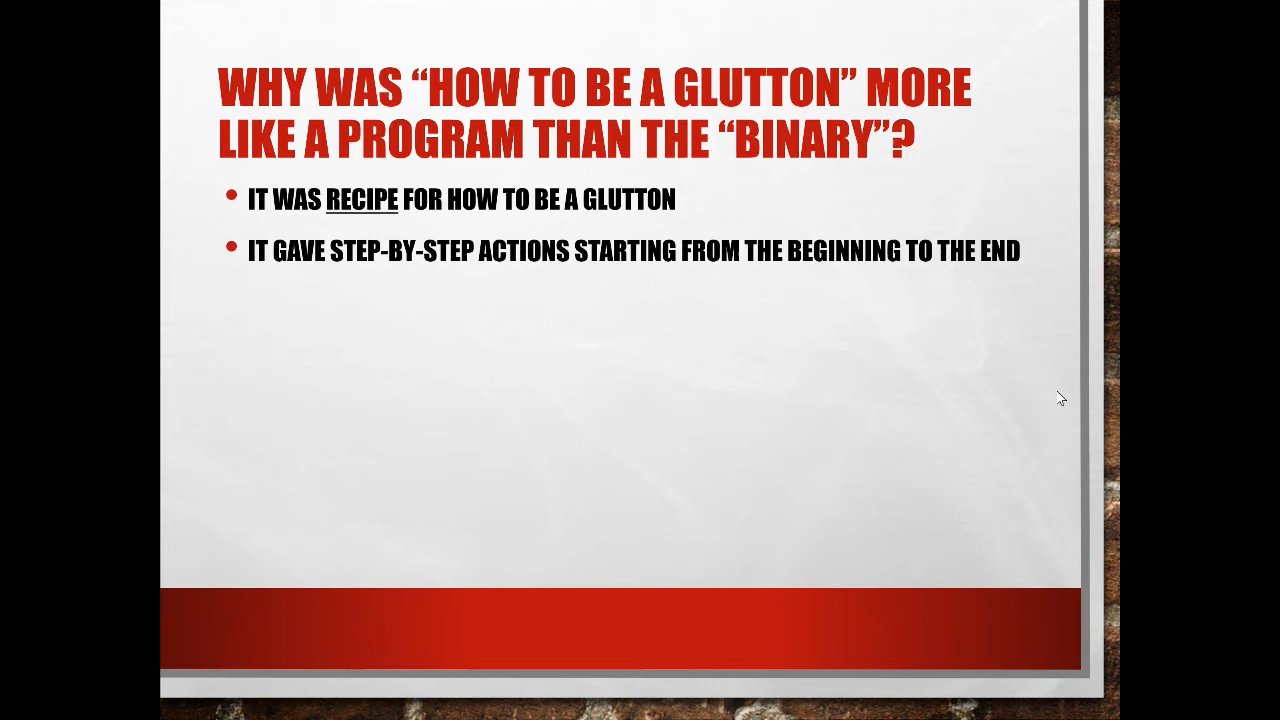 WHY WAS “HOW TO BE A GLUTTON” MORE
LIKE A PROGRAM THAN THE “BINARY”?
• IT WAS RECIPE FOR HOW TO BE A GLUTTON
• IT GAVE STEP-BY-STEP ACTIONS STARTING FROM THE BEGINNING TO THE END